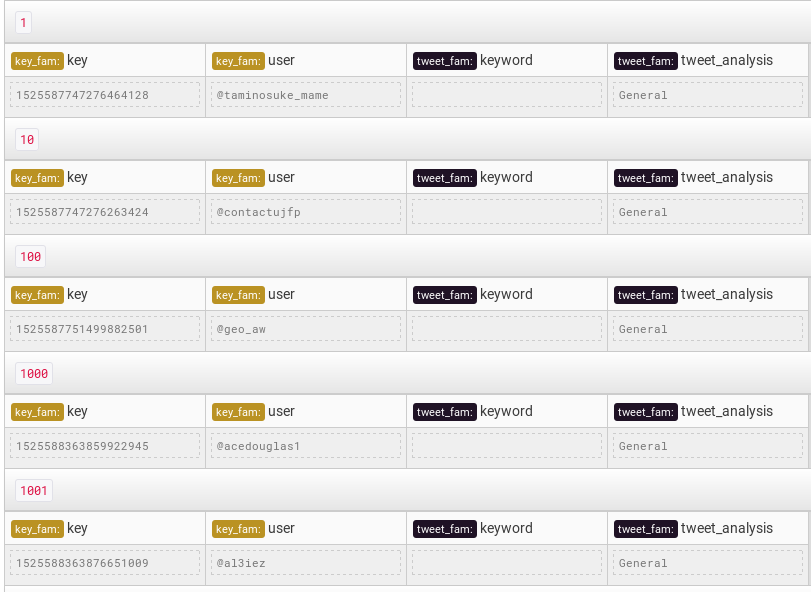 1
key_fam: key key_fam: user tweet_fam: keyword tweet_fam: tweet_analysis
1525587747276464128 @taminosuke_mame General
10
key_fam: key key_fam: user tweet_fam: keyword tweet_fam: tweet_analysis
1525587747276263424 @contactujfp General
100
key_fam: key key_fam: user tweet_fam: keyword tweet_fam: tweet_analysis
1525587751499882501 @geo_aw General
1000
key_fam: key key_fam: user tweet_fam: keyword tweet_fam: tweet_analysis
1525588363859922945 @acedouglas1 General
1001
key_fam: key key_fam: user tweet_fam: keyword tweet_fam: tweet_analysis
1525588363876651009 @al3iez General